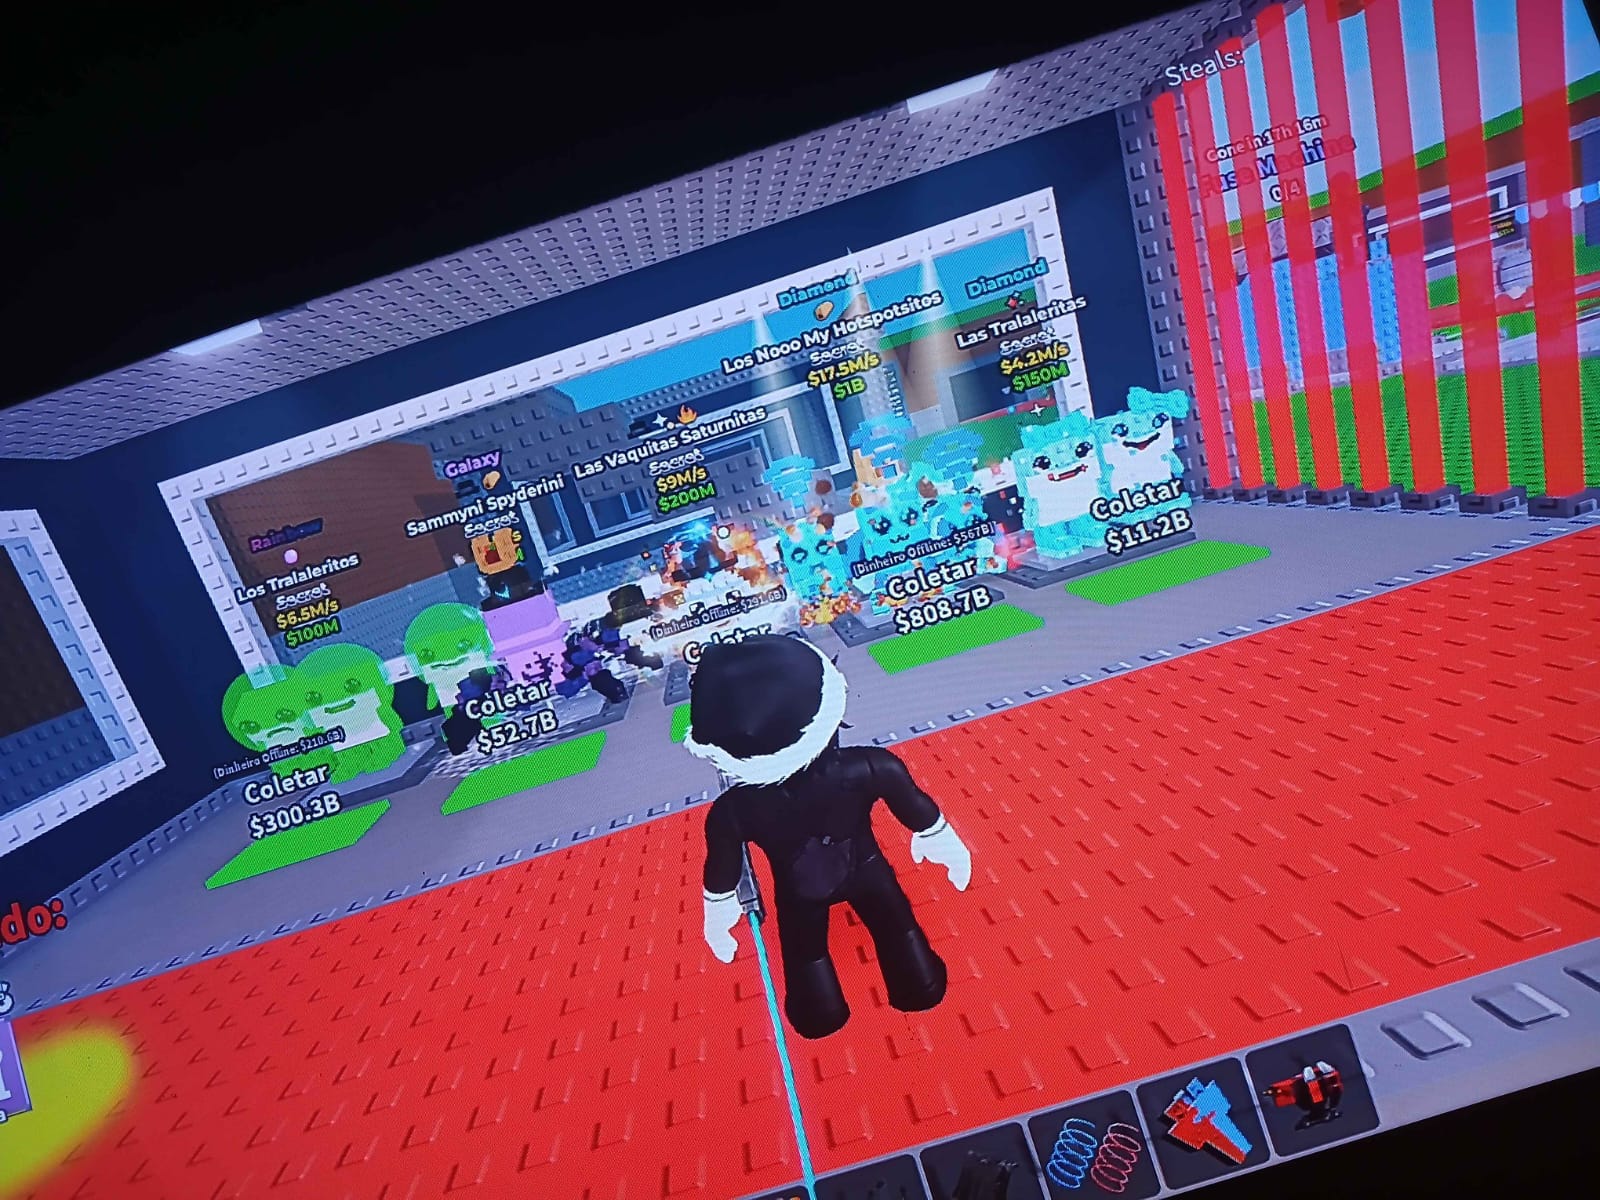 Steals:
Gone in 17h 16m
Fuse Machine
0/4
Diamond
Las Tralaleritas
Secret
$4.2M/s
$150M
Diamond
Los Nooo My Hotspotsitos
Secret
$17.5M/s
$1B
Las Vaquitas Saturnitas
Secret
$9M/s
$200M
Galaxy
Sammyni Spyderini
Secret
Rainbow
Los Tralaleritos
Secret
$6.5M/s
$100M
Coletar
$11.2B
(Dinheiro Offline: $567B)
Coletar
$808.7B
(Dinheiro Offline: $291.6B)
Coletar
Coletar
$52.7B
(Dinheiro Offline: $210.6B)
Coletar
$300.3B
do: